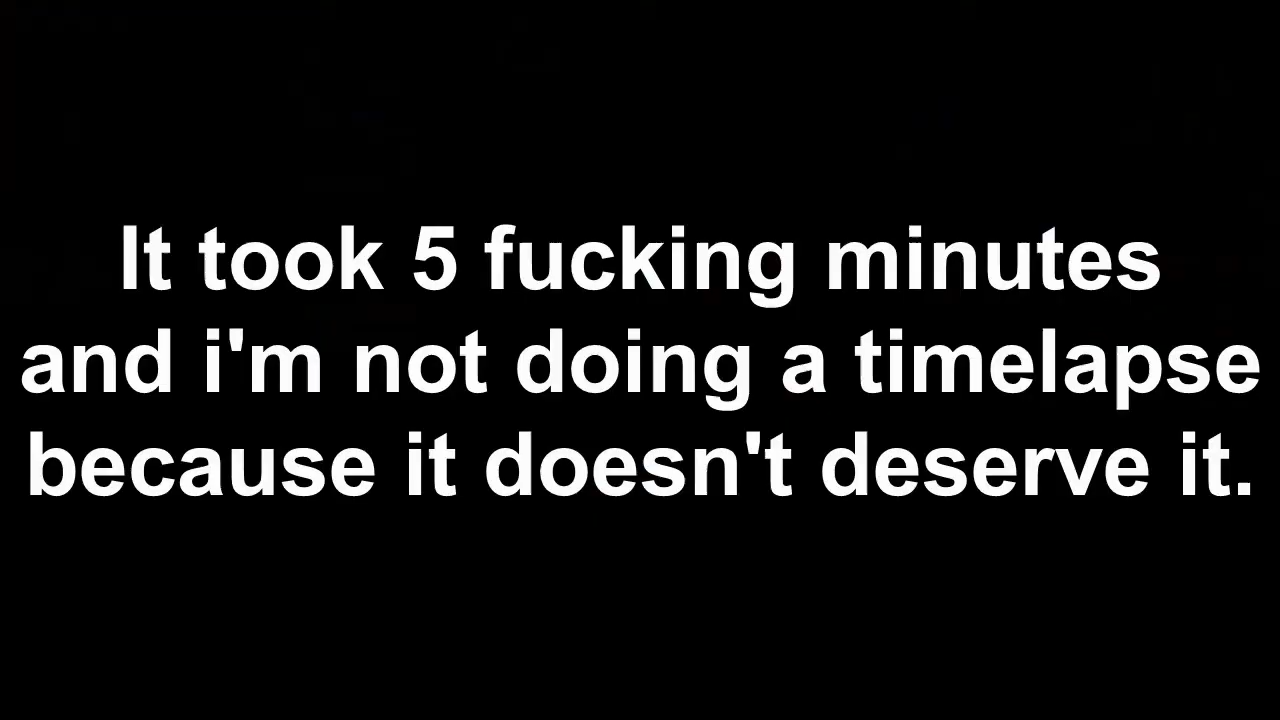 It took 5 fucking minutes
and i'm not doing a timelapse
because it doesn't deserve it.